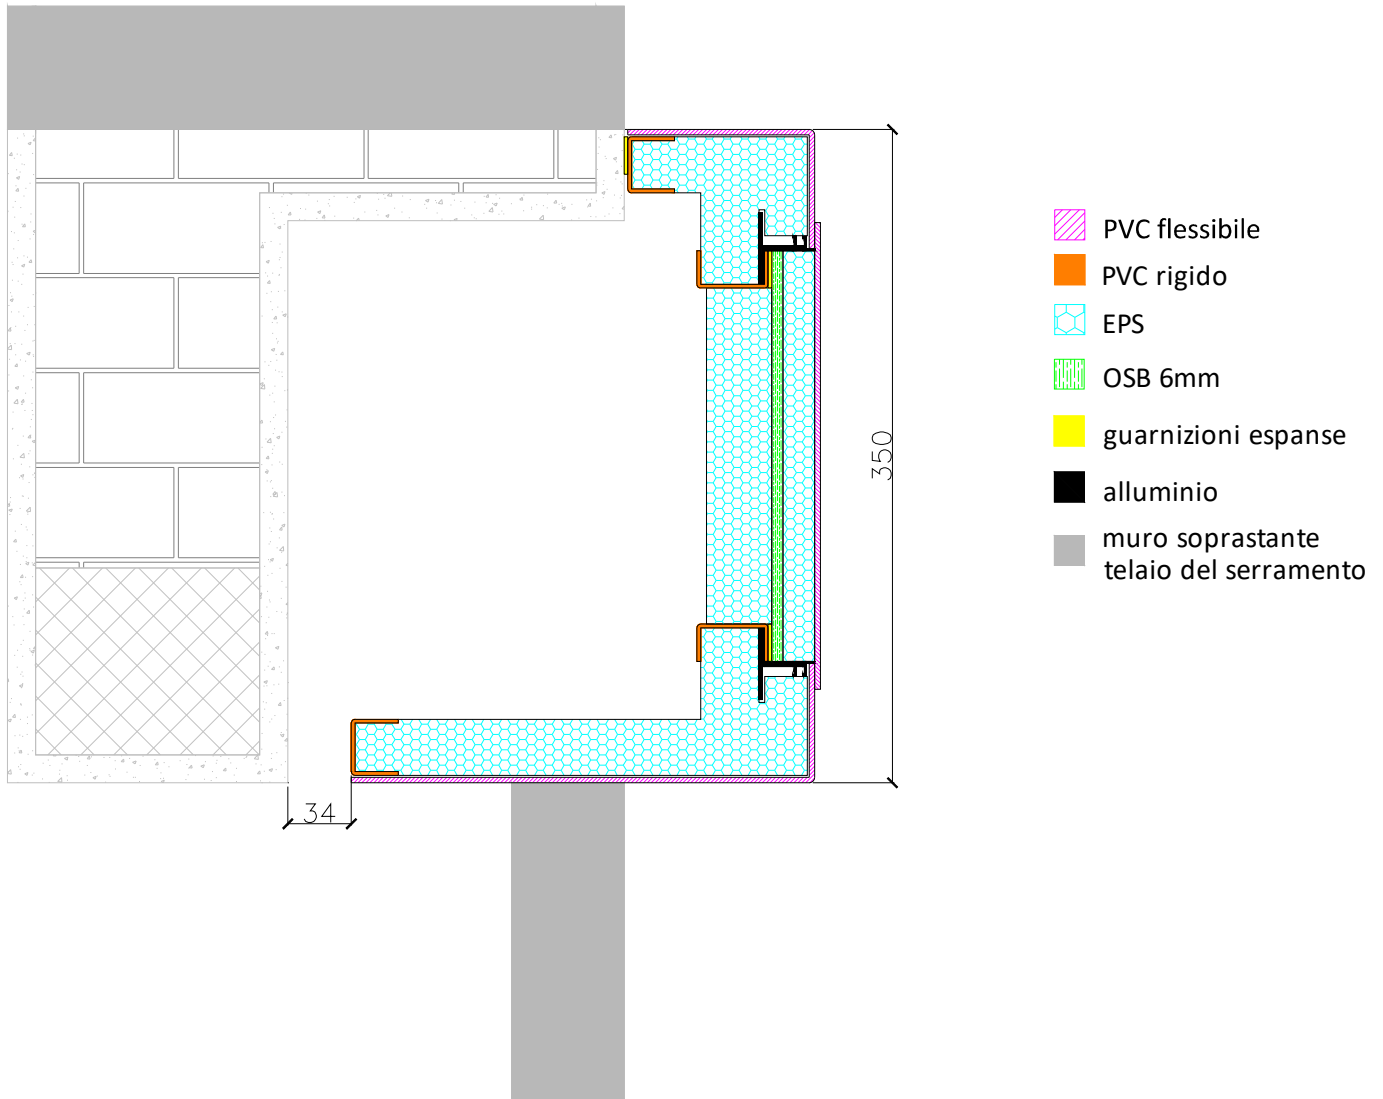 PVC flessibile
PVC rigido
EPS
OSB 6mm
guarnizioni espanse
alluminio
muro soprastante
telaio del serramento
350
34